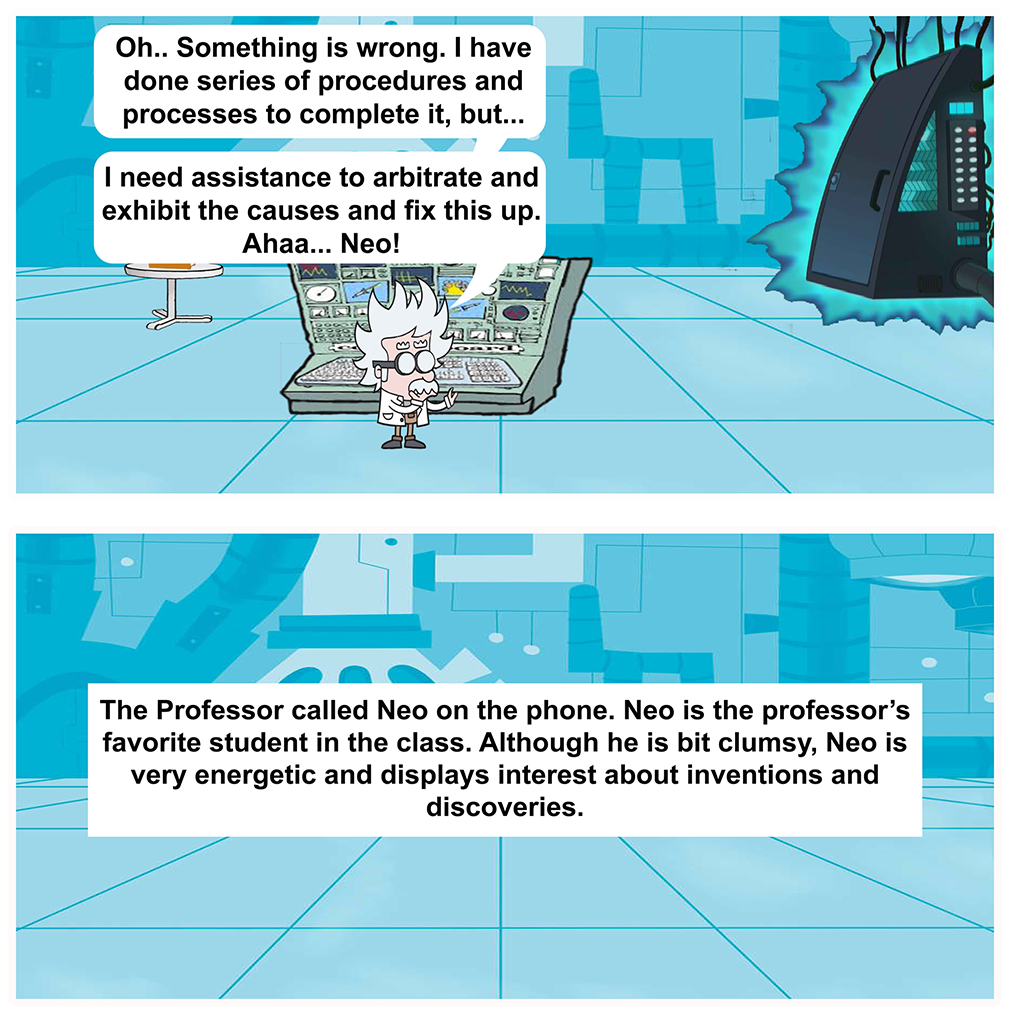 Oh.. Something is wrong. I have
done series of procedures and
processes to complete it, but...
I need assistance to arbitrate and
exhibit the causes and fix this up.
Ahaa... Neo!
The Professor called Neo on the phone. Neo is the professor’s
favorite student in the class. Although he is bit clumsy, Neo is
very energetic and displays interest about inventions and
discoveries.